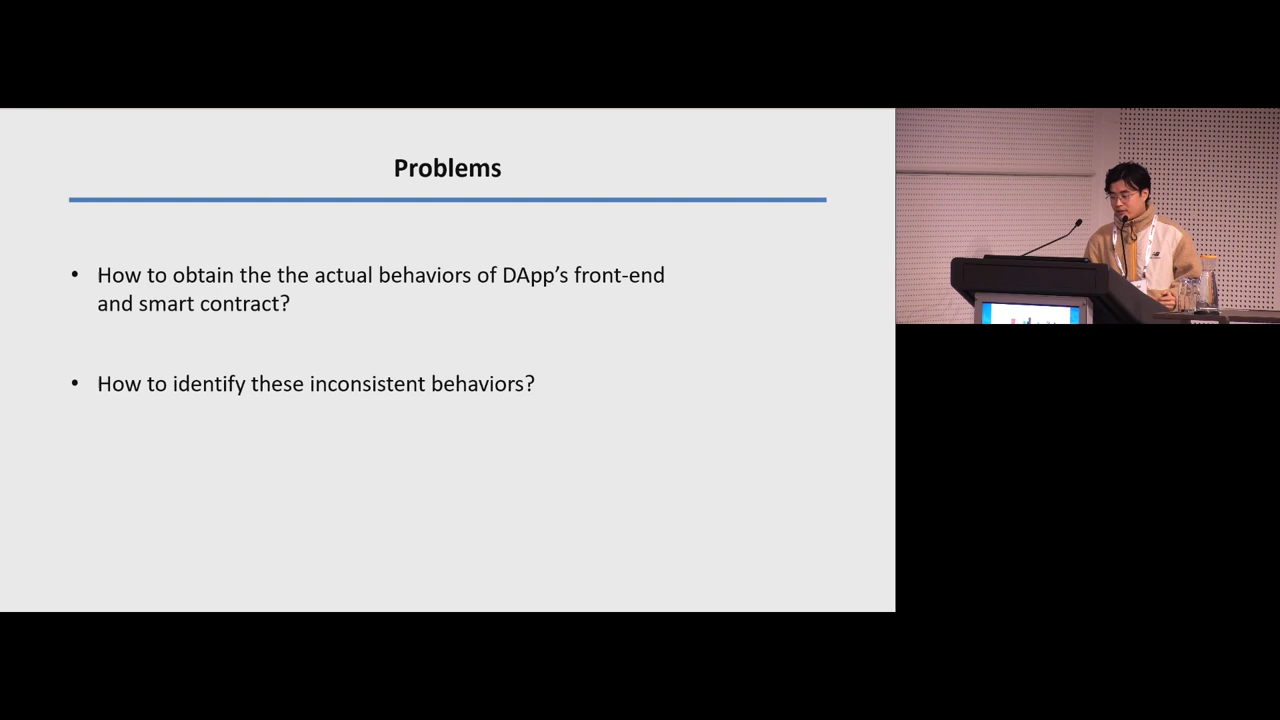 Problems
• How to obtain the the actual behaviors of DApp's front-end
and smart contract?
• How to identify these inconsistent behaviors?